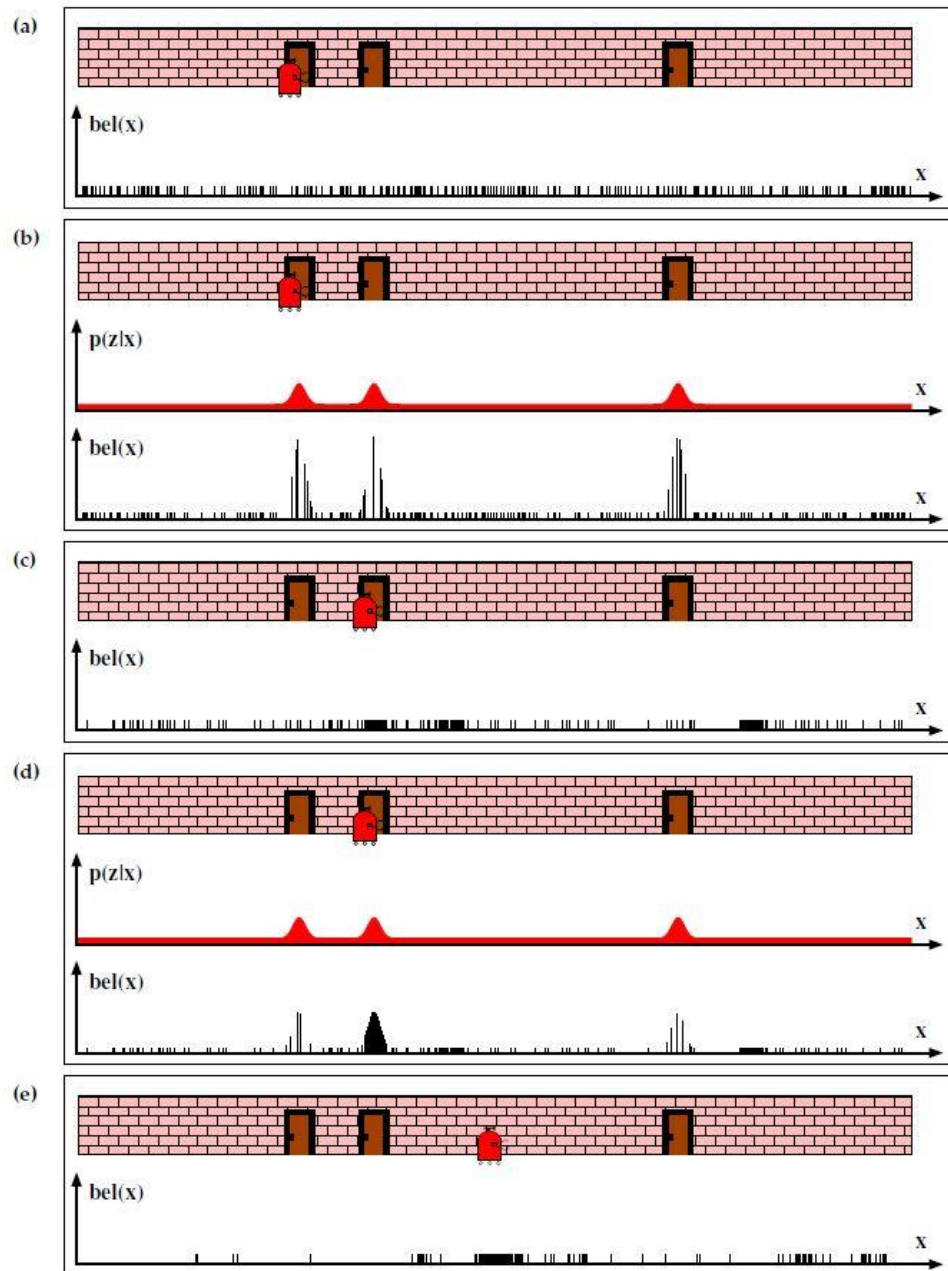 (a)
bel(x)
x
(b)
p(z|x)
x
bel(x)
x
(c)
bel(x)
x
(d)
p(z|x)
x
bel(x)
x
(e)
bel(x)
x